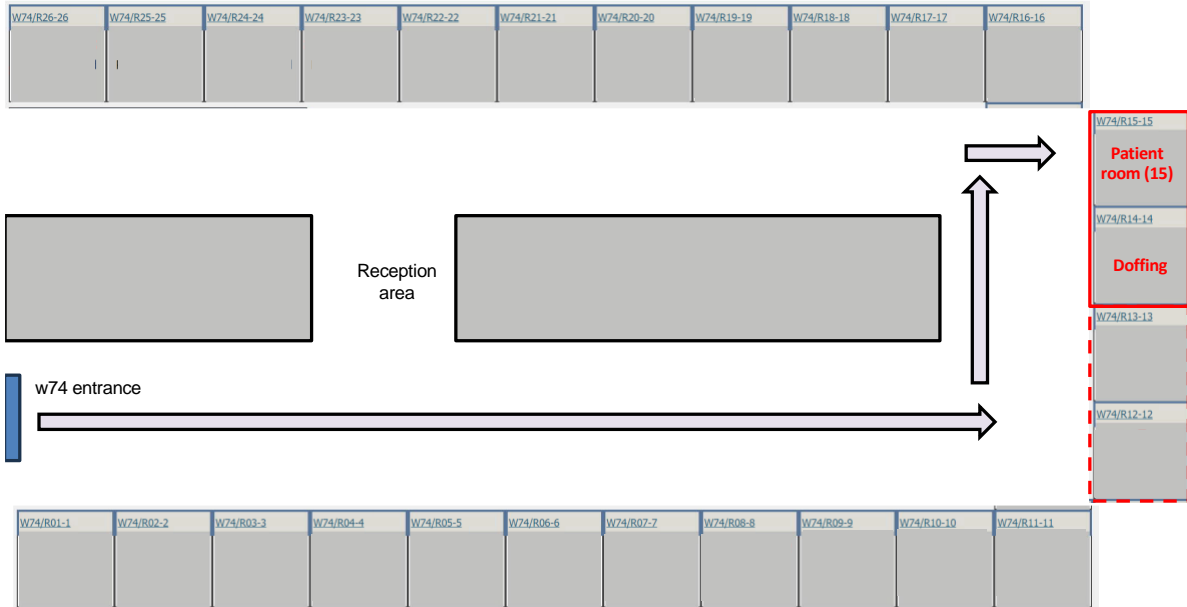 W74/R26-26 W74/R25-25 W74/R24-24 W74/R23-23 W74/R22-22 W74/R21-21 W74/R20-20 W74/R19-19 W74/R18-18 W74/R17-17 W74/R16-16
W74/R15-15
Patient
room (15)
W74/R14-14
Doffing
Reception
area
W74/R13-13
w74 entrance
W74/R12-12
W74/R01-1 W74/R02-2 W74/R03-3 W74/R04-4 W74/R05-5 W74/R06-6 W74/R07-7 W74/R08-8 W74/R09-9 W74/R10-10 W74/R11-11